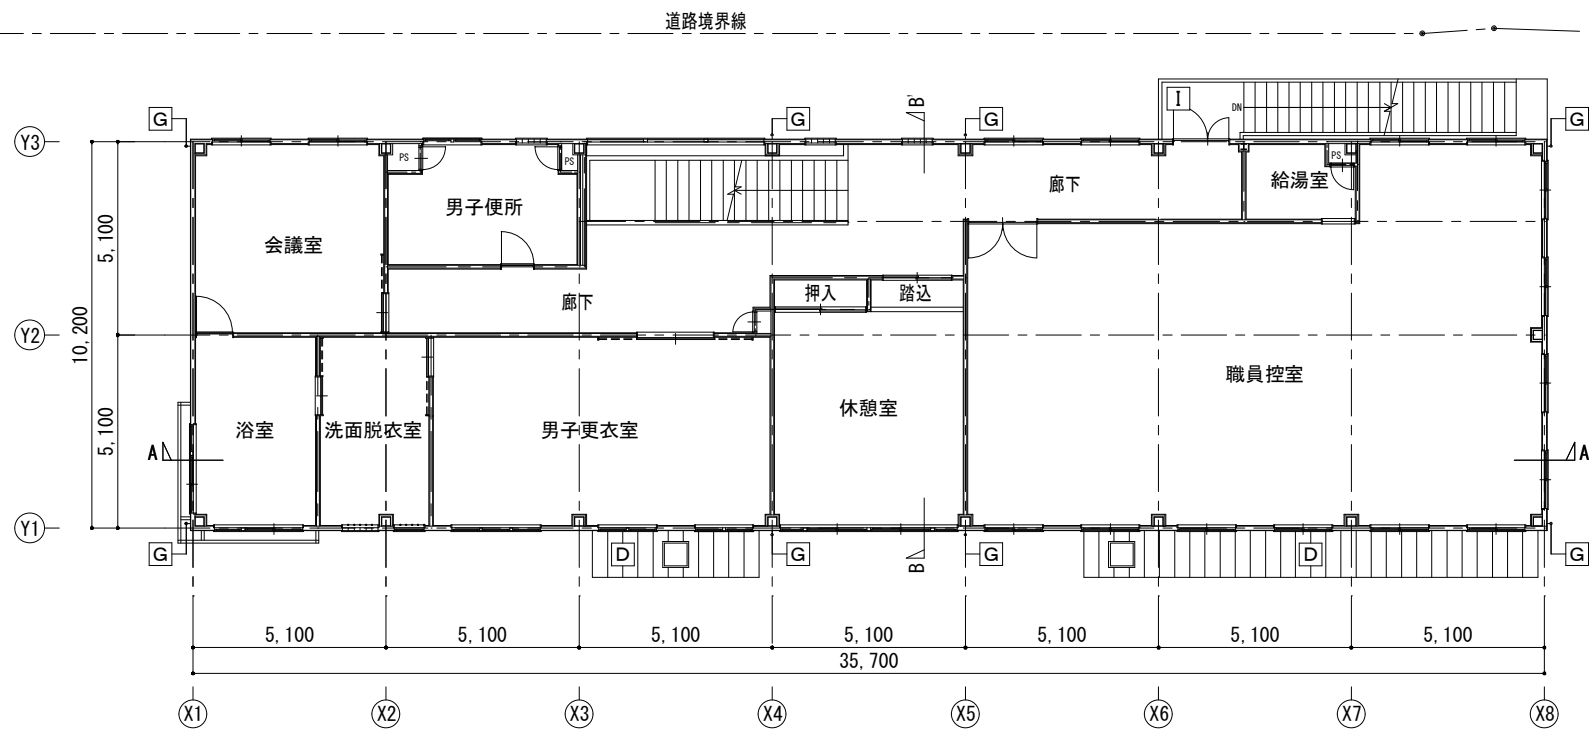 道路境界線
G
G
G
I
DN
G
B
Y3
PS
PS
PS
男子便所
廊下
給湯室
会議室
5,100
押入
踏込
廊下
10,200
Y2
職員控室
休憩室
浴室
洗面脱衣室
男子更衣室
5,100
A
A
Y1
G
D
G
B
G
D
G
5,100
5,100
5,100
5,100
5,100
5,100
5,100
35,700
X1
X2
X3
X4
X5
X6
X7
X8